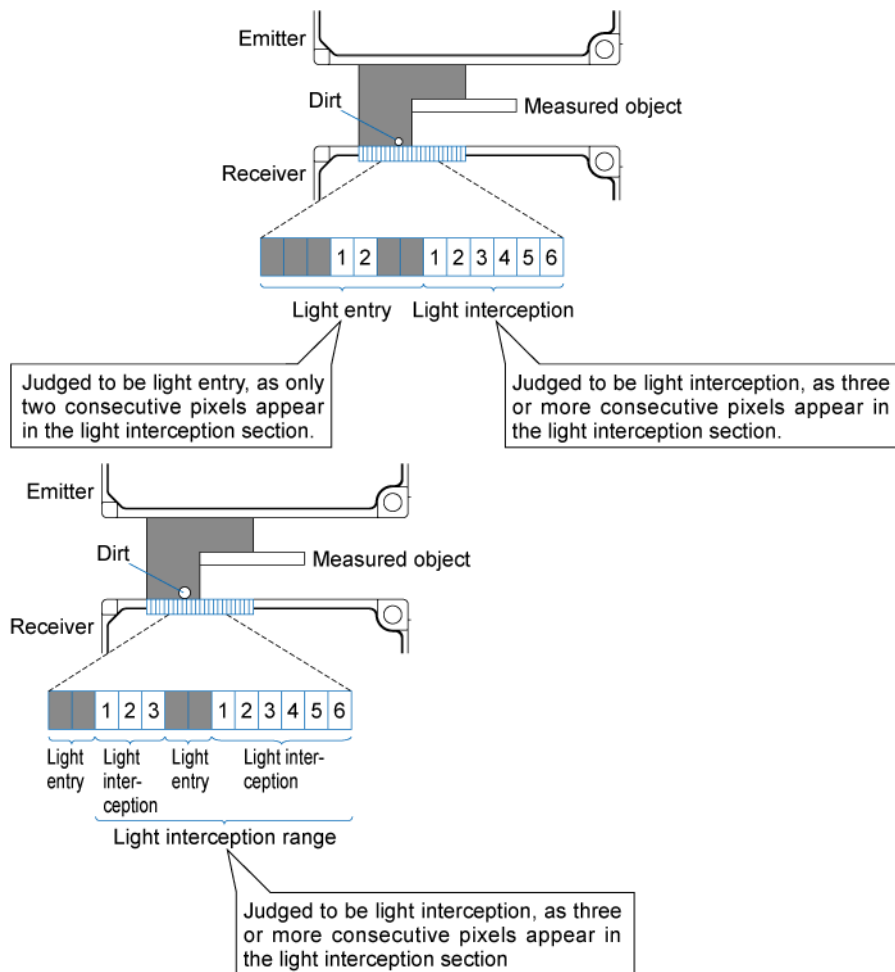 Emitter
Dirt
Measured object
Receiver
1 2 1 2 3 4 5 6
Light entry Light interception
Judged to be light entry, as only
two consecutive pixels appear
in the light interception section.
Judged to be light interception, as three
or more consecutive pixels appear in
the light interception section.
Emitter
Dirt
Measured object
Receiver
1 2 3 1 2 3 4 5 6
Light
entry
Light
inter-
ception
Light
entry
Light inter-
ception
Light interception range
Judged to be light interception, as three
or more consecutive pixels appear in
the light interception section